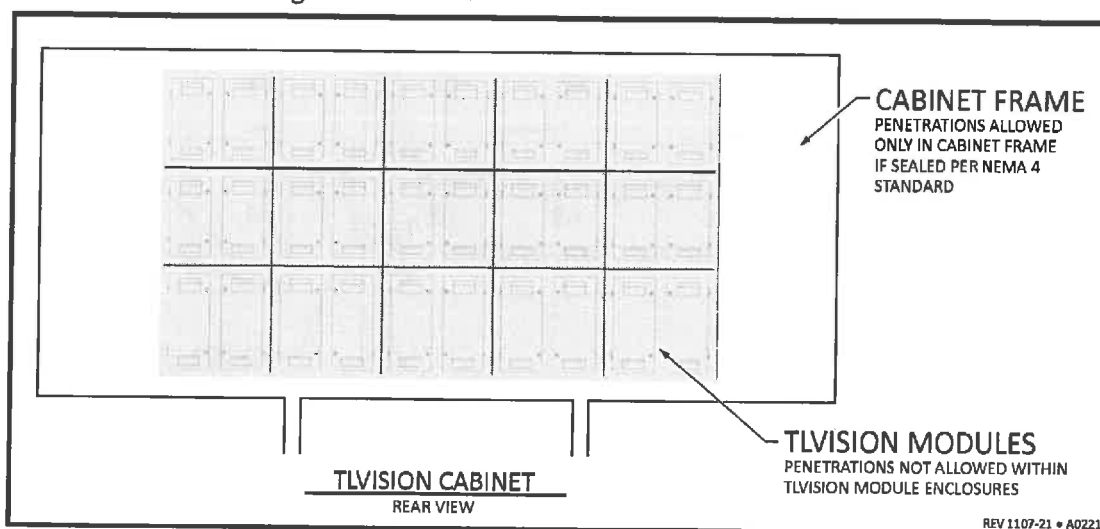 CABINET FRAME
PENETRATIONS ALLOWED
ONLY IN CABINET FRAME
IF SEALED PER NEMA 4
STANDARD
TLVISION MODULES
PENETRATIONS NOT ALLOWED WITHIN
TLVISION MODULE ENCLOSURES
TLVISION CABINET
REAR VIEW
REV 1107-21 • A0221